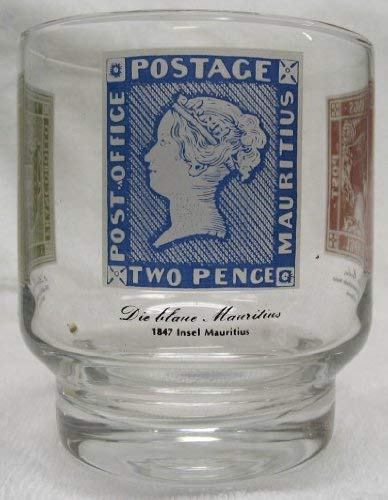 POSTAGE
POST OFFICE
MAURITIUS
TWO PENCE
Die blaue Mauritius
1847 Insel Mauritius